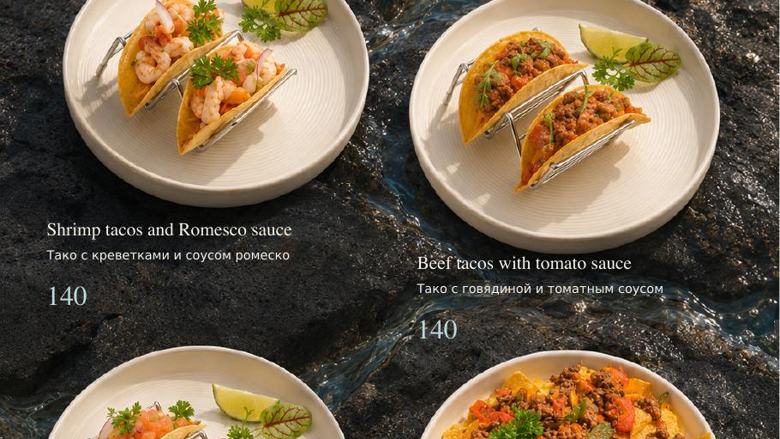 Shrimp tacos and Romesco sauce
Тако с креветками и соусом ромеско
140
Beef tacos with tomato sauce
Тако с говядиной и томатным соусом
140